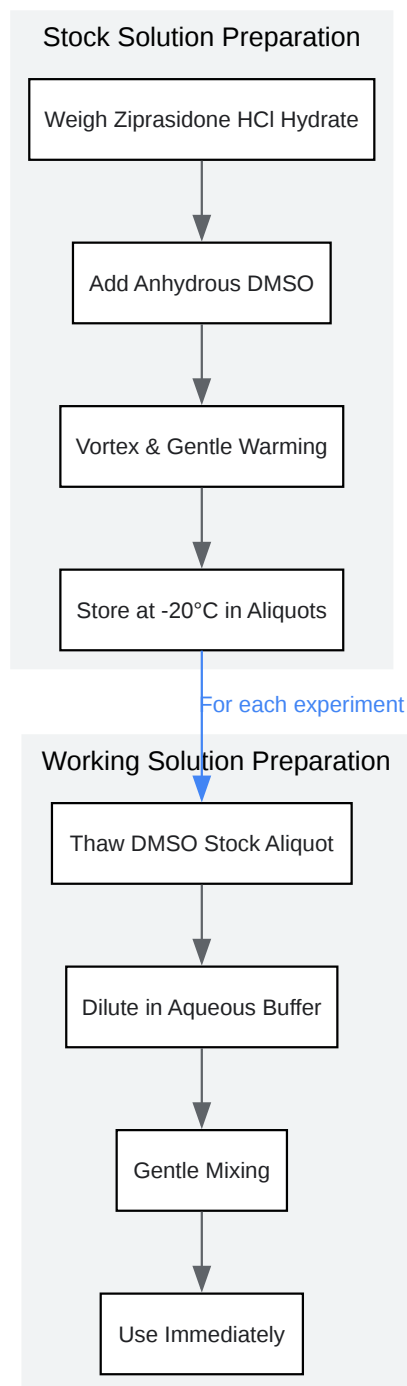 Stock Solution Preparation
Weigh Ziprasidone HCl Hydrate
Add Anhydrous DMSO
Vortex & Gentle Warming
Store at -20°C in Aliquots
For each experiment
Working Solution Preparation
Thaw DMSO Stock Aliquot
Dilute in Aqueous Buffer
Gentle Mixing
Use Immediately